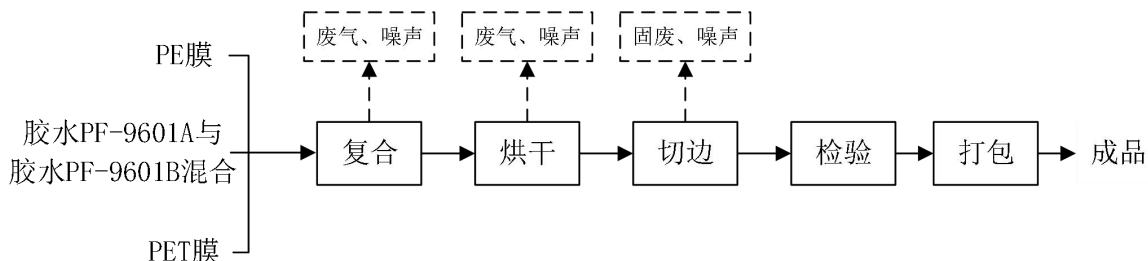 废气、噪声
废气、噪声
固废、噪声
PE膜
胶水PF-9601A与
胶水PF-9601B混合
PET膜
复合
烘干
切边
检验
打包
成品